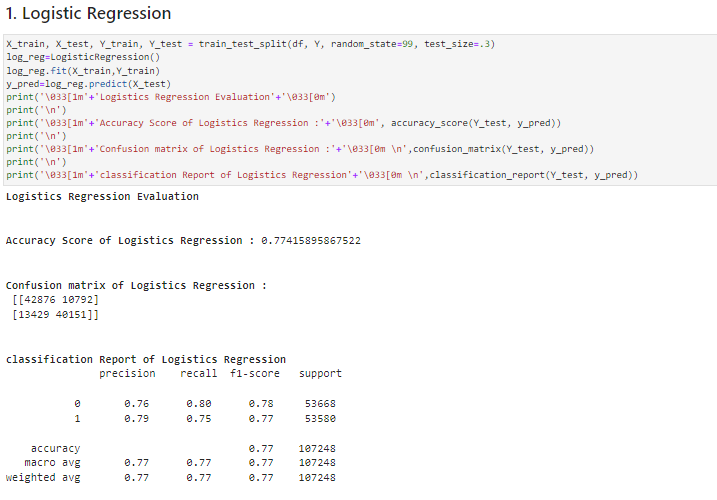 1. Logistic Regression
X_train, X_test, Y_train, Y_test = train_test_split(df, Y, random_state=99, test_size=.3)
log_reg=LogisticRegression()
log_reg.fit(X_train,Y_train)
y_pred=log_reg.predict(X_test)
print('\033[1m'+'Logistics Regression Evaluation'+'\033[0m')
print('\n')
print('\033[1m'+'Accuracy Score of Logistics Regression :'+'\033[0m', accuracy_score(Y_test, y_pred))
print('\n')
print('\033[1m'+'Confusion matrix of Logistics Regression :'+'\033[0m \n',confusion_matrix(Y_test, y_pred))
print('\n')
print('\033[1m'+'classification Report of Logistics Regression'+'\033[0m \n',classification_report(Y_test, y_pred))
Logistics Regression Evaluation
Accuracy Score of Logistics Regression : 0.77415895867522
Confusion matrix of Logistics Regression :
[[42876 10792]
[13429 40151]]
classification Report of Logistics Regression
precision recall f1-score support
0 0.76 0.80 0.78 53668
1 0.79 0.75 0.77 53580
accuracy 0.77 107248
macro avg 0.77 0.77 0.77 107248
weighted avg 0.77 0.77 0.77 107248